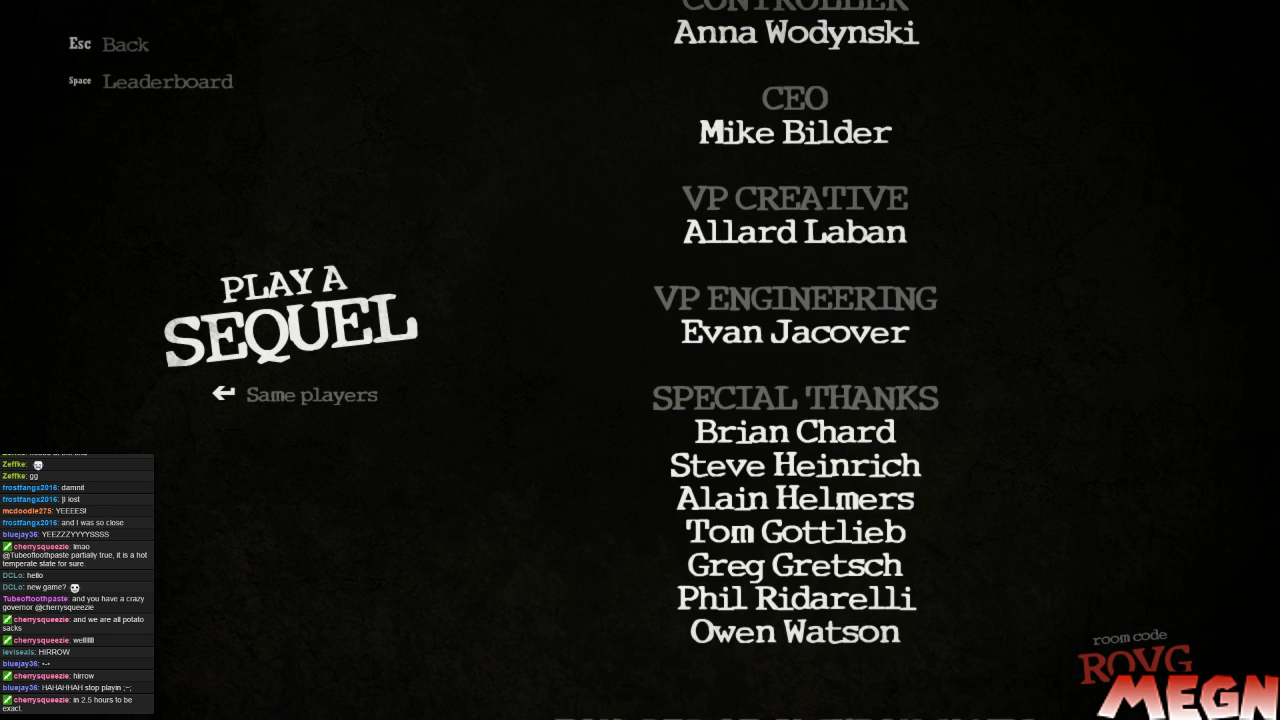 Esc Back
Space Leaderboard
CONTROLLER
Anna Wodynski
CEO
Mike Bilder
VP CREATIVE
Allard Laban
VP ENGINEERING
Evan Jacover
SPECIAL THANKS
Brian Chard
Steve Heinrich
Alain Helmers
Tom Gottlieb
Greg Gretsch
Phil Ridarelli
Owen Watson
PLAY A
SEQUEL
Same players
Zeffke:
Zeffke: gg
frostfangx2016: damnit
frostfangx2016: |i lost
mcdoodle275: YEEEES!
frostfangx2016: and I was so close
bluejay36: YEEZZZYYYYSSSS
cherrysqueezie: lmao
@Tubeoftoothpaste partially true, it is a hot
temperate state for sure.
DCLo: hello
DCLo: new game?
Tubeoftoothpaste: and you have a crazy
governor @cherrysqueezie
cherrysqueezie: and we are all potato
sacks
cherrysqueezie: wellllllll
leviseals: HIRROW
bluejay36: •-•
cherrysqueezie: hirrow
bluejay36: HAHAHHAH stop playin ;~;
cherrysqueezie: in 2.5 hours to be
exact.
room code
ROVG
MEGN